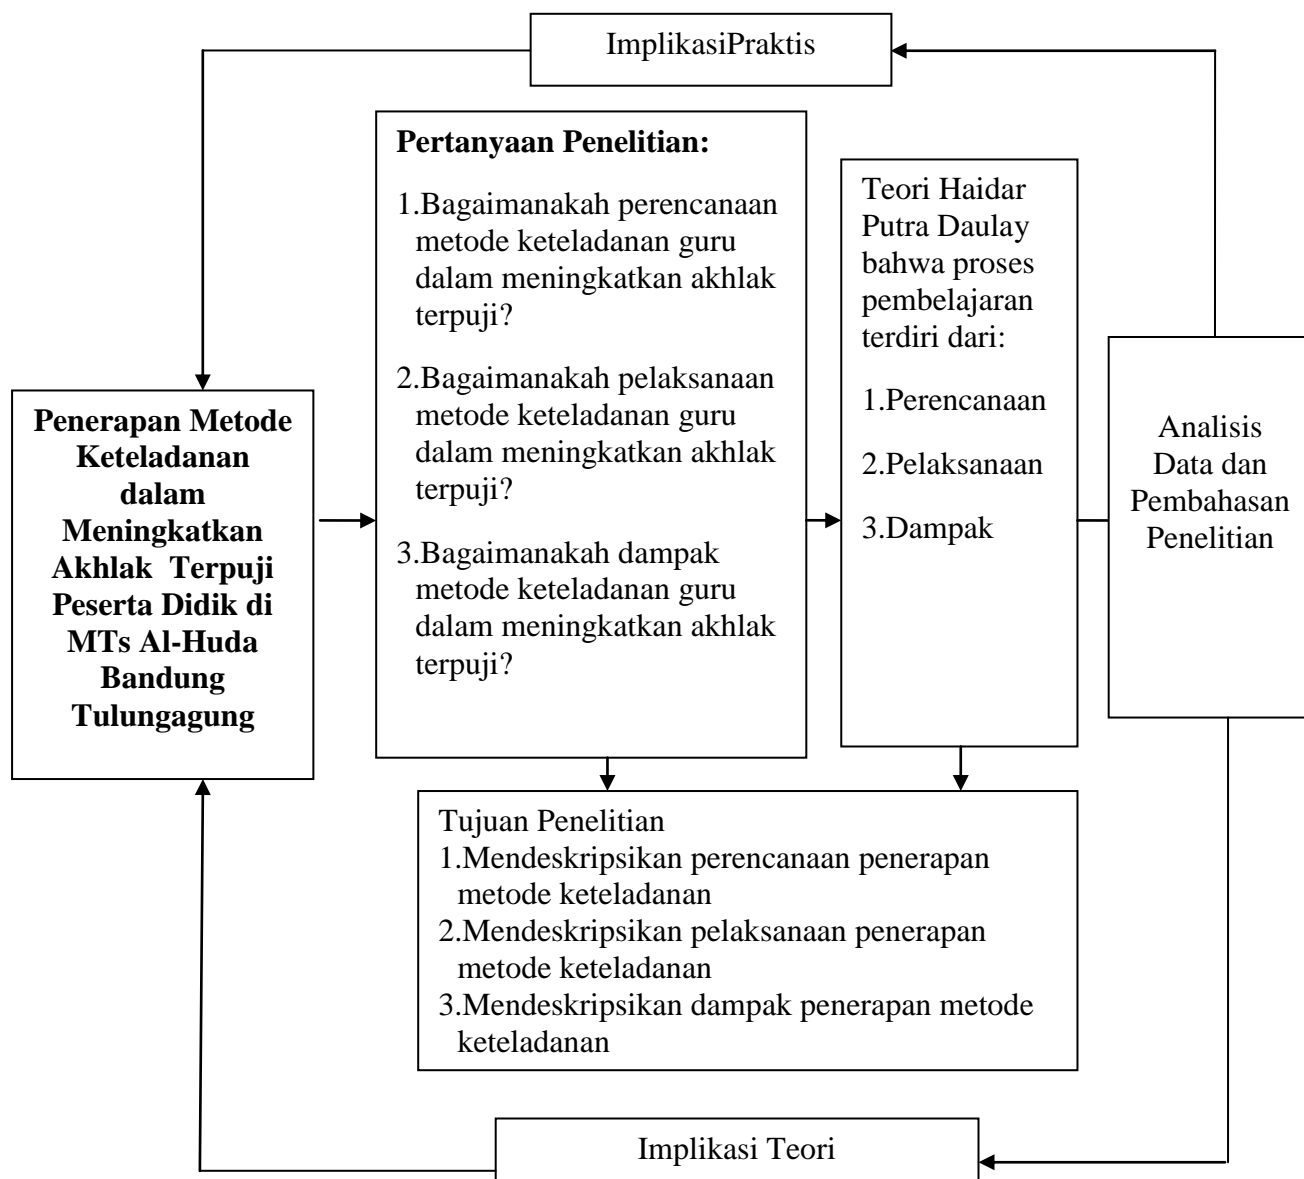 ImplikasiPraktis
Penerapan Metode
Keteladanan
dalam
Meningkatkan
Akhlak Terpuji
Peserta Didik di
MTs Al-Huda
Bandung
Tulungagung
Pertanyaan Penelitian:
1.Bagaimanakah perencanaan
metode keteladanan guru
dalam meningkatkan akhlak
terpuji?
2.Bagaimanakah pelaksanaan
metode keteladanan guru
dalam meningkatkan akhlak
terpuji?
3.Bagaimanakah dampak
metode keteladanan guru
dalam meningkatkan akhlak
terpuji?
Teori Haidar
Putra Daulay
bahwa proses
pembelajaran
terdiri dari:
1.Perencanaan
2.Pelaksanaan
3.Dampak
Analisis
Data dan
Pembahasan
Penelitian
Tujuan Penelitian
1.Mendeskripsikan perencanaan penerapan
metode keteladanan
2.Mendeskripsikan pelaksanaan penerapan
metode keteladanan
3.Mendeskripsikan dampak penerapan metode
keteladanan
Implikasi Teori